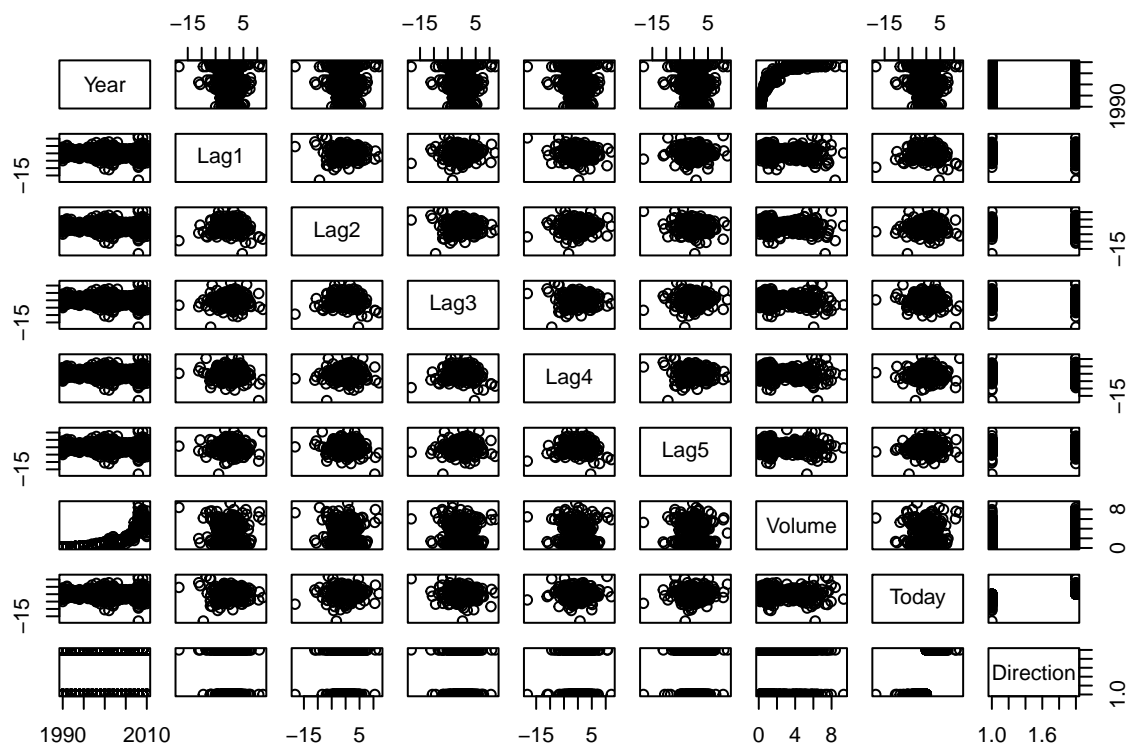 −15 5 −15 5 −15 5 −15 5
Year 1990
−15 Lag1
Lag2 −15
−15 Lag3
Lag4 −15
−15 Lag5
Volume 0 8
−15 Today
Direction 1.0
1990 2010 −15 5 −15 5 0 4 8 1.0 1.6